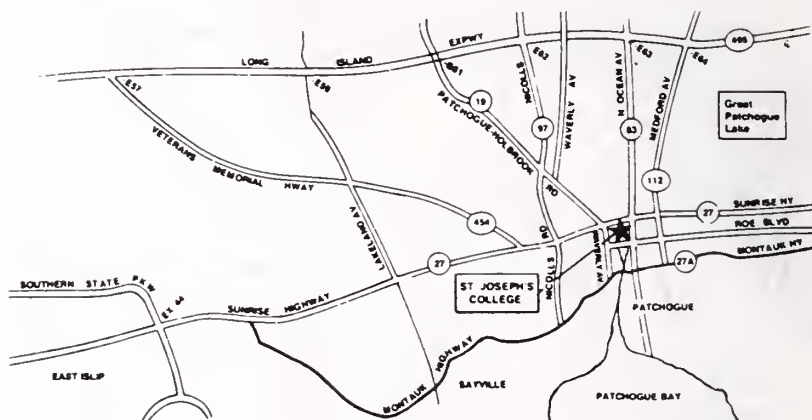 LONG ISLAND EXPWY
495
E57
E61
E62
E63
E64
NICOLLS
N OCEAN AV
MEDFORD AV
WAVERLY AV
Great
Patchogue
Lake
19
PATCHOGUE-HOLBROOK RD
97
83
112
VETERANS MEMORIAL HWAY
LAKELAND AV
454
27
SUNRISE HY
ROE BLVD
MONTAUK HY
27A
27
NICOLLS RD
WAVERLY AV
ST JOSEPH'S
COLLEGE
SOUTHERN STATE PKW
EX 44
SUNRISE HIGHWAY
PATCHOGUE
EAST ISLIP
MONTAUK HIGHWAY
SAYVILLE
PATCHOGUE BAY